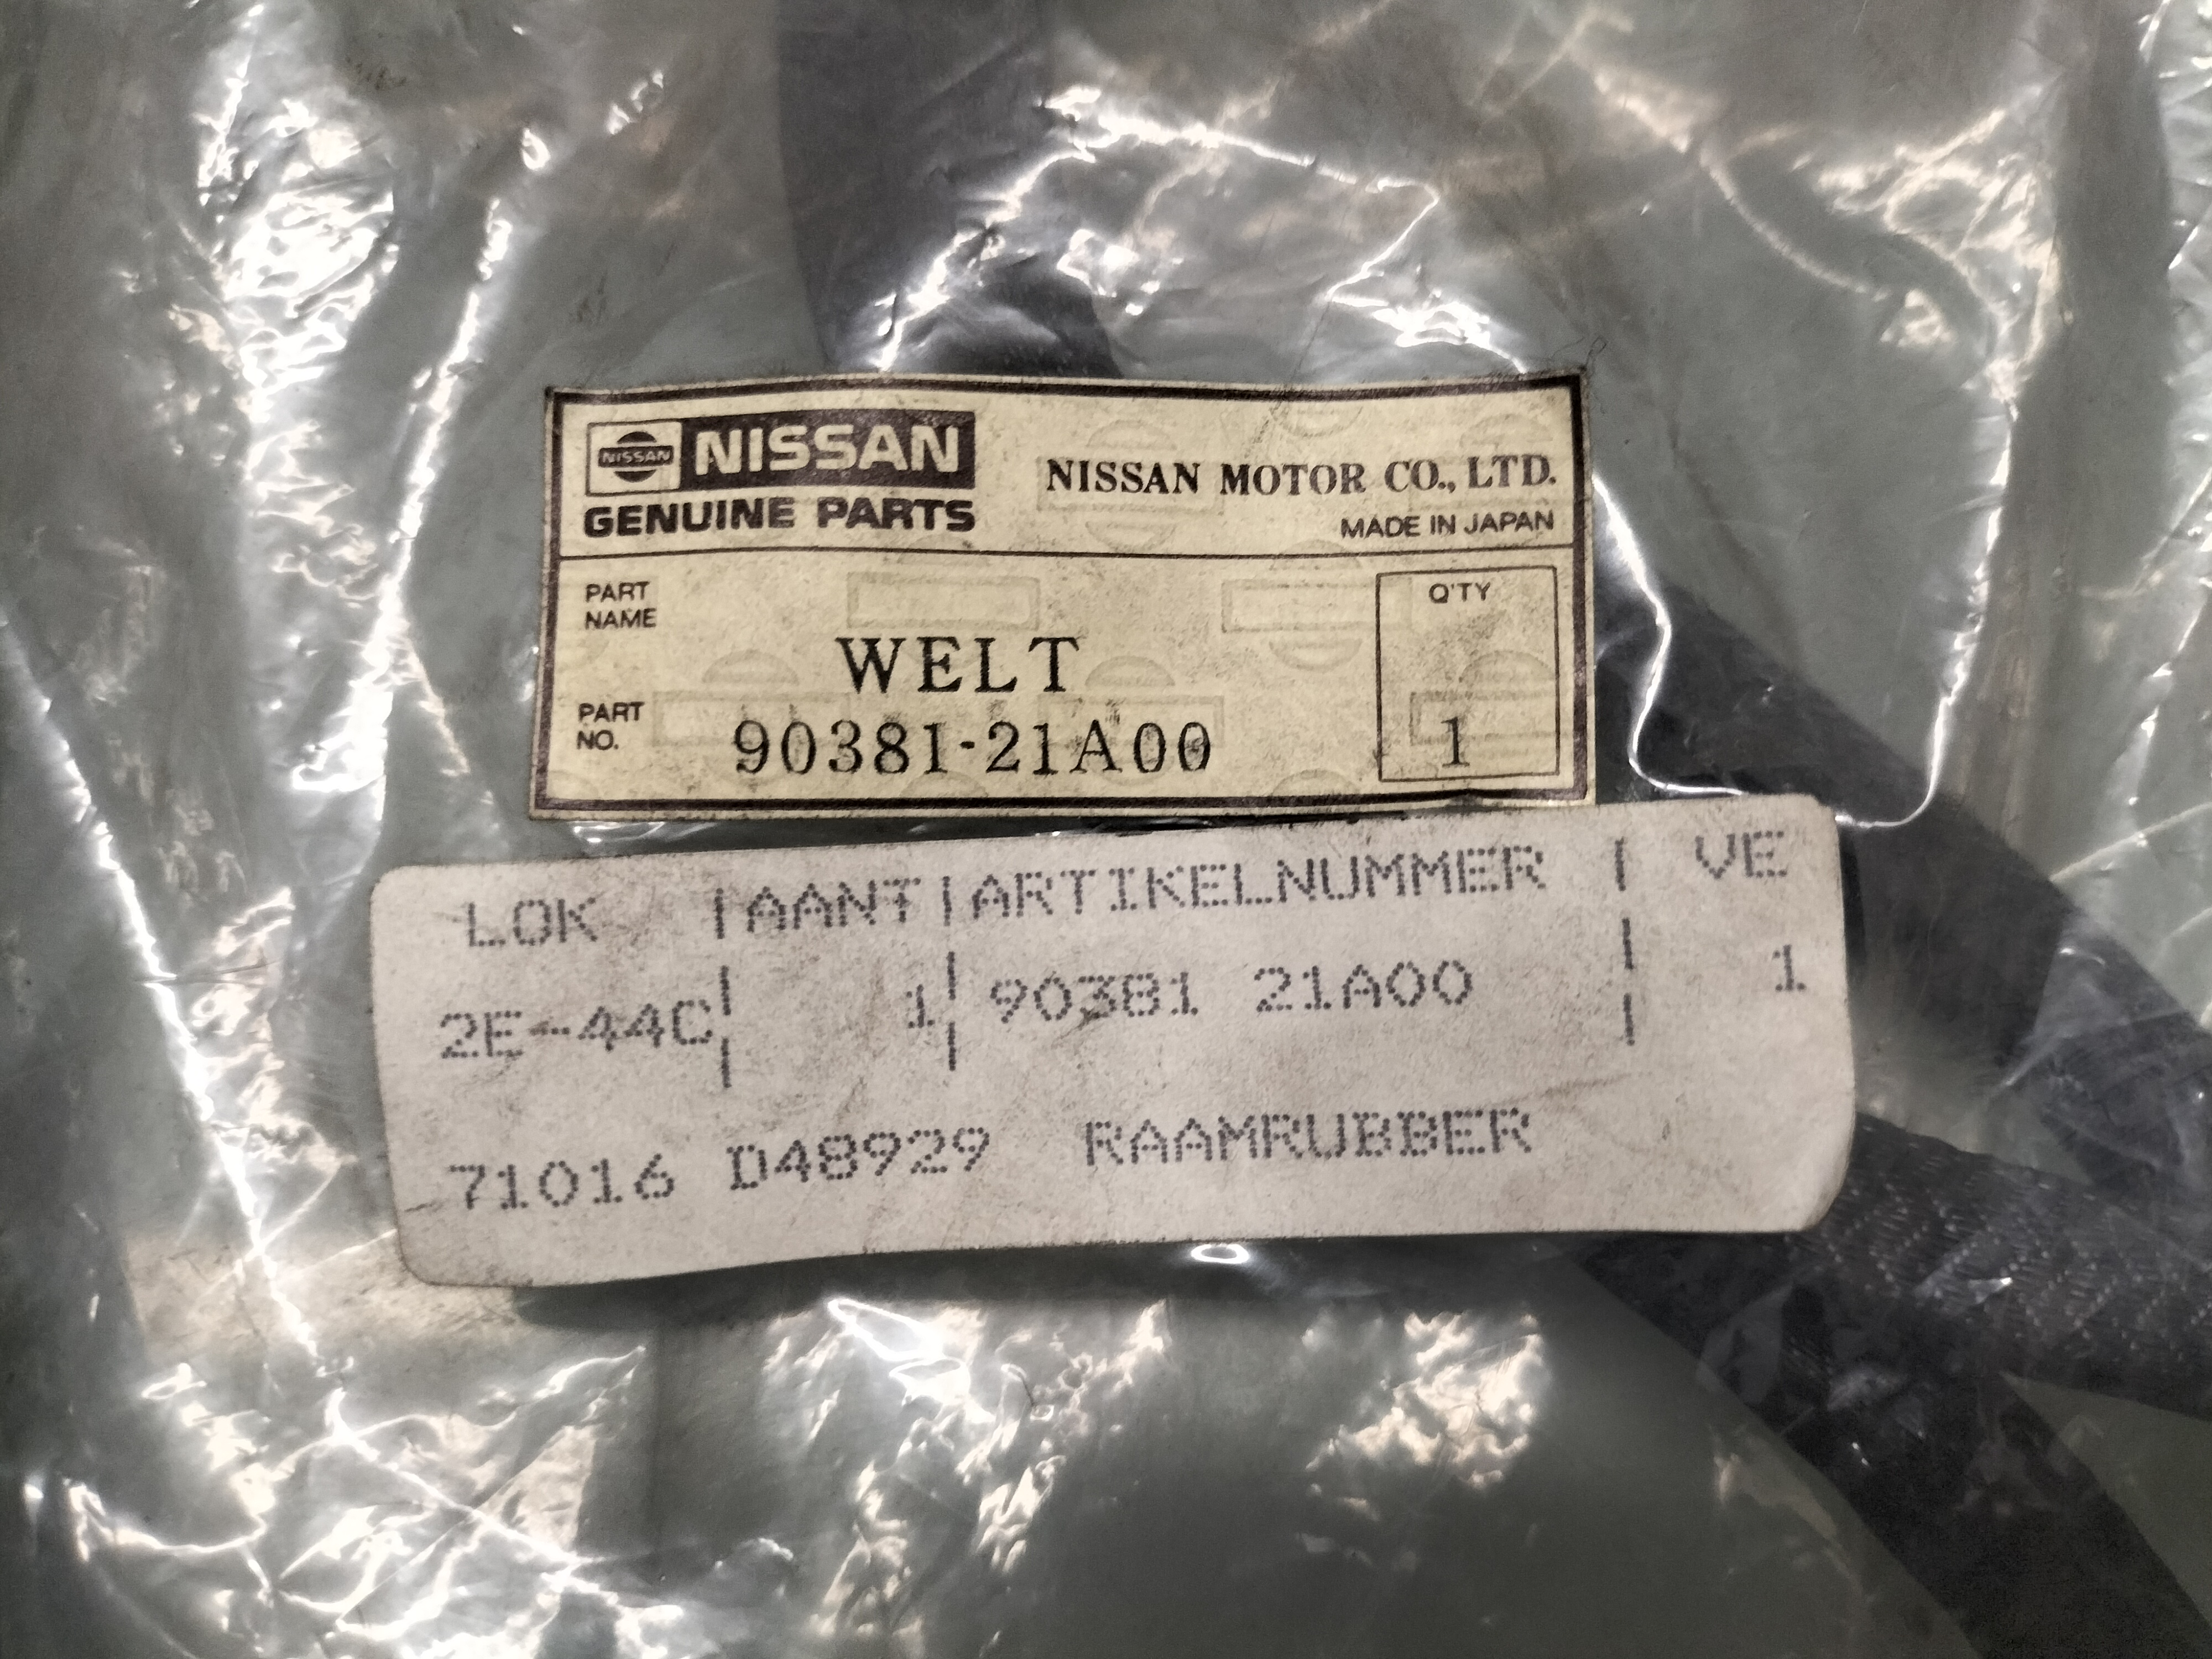 NISSAN NISSAN
GENUINE PARTS
NISSAN MOTOR CO., LTD.
MADE IN JAPAN
PART
NAME
WELT
PART
NO.
90381-21A00
Q'TY
1
LOK |AANT|ARTIKELNUMMER | VE
2E-44C| 1| 90381 21A00 | 1
71016 D48929 RAAMRUBBER